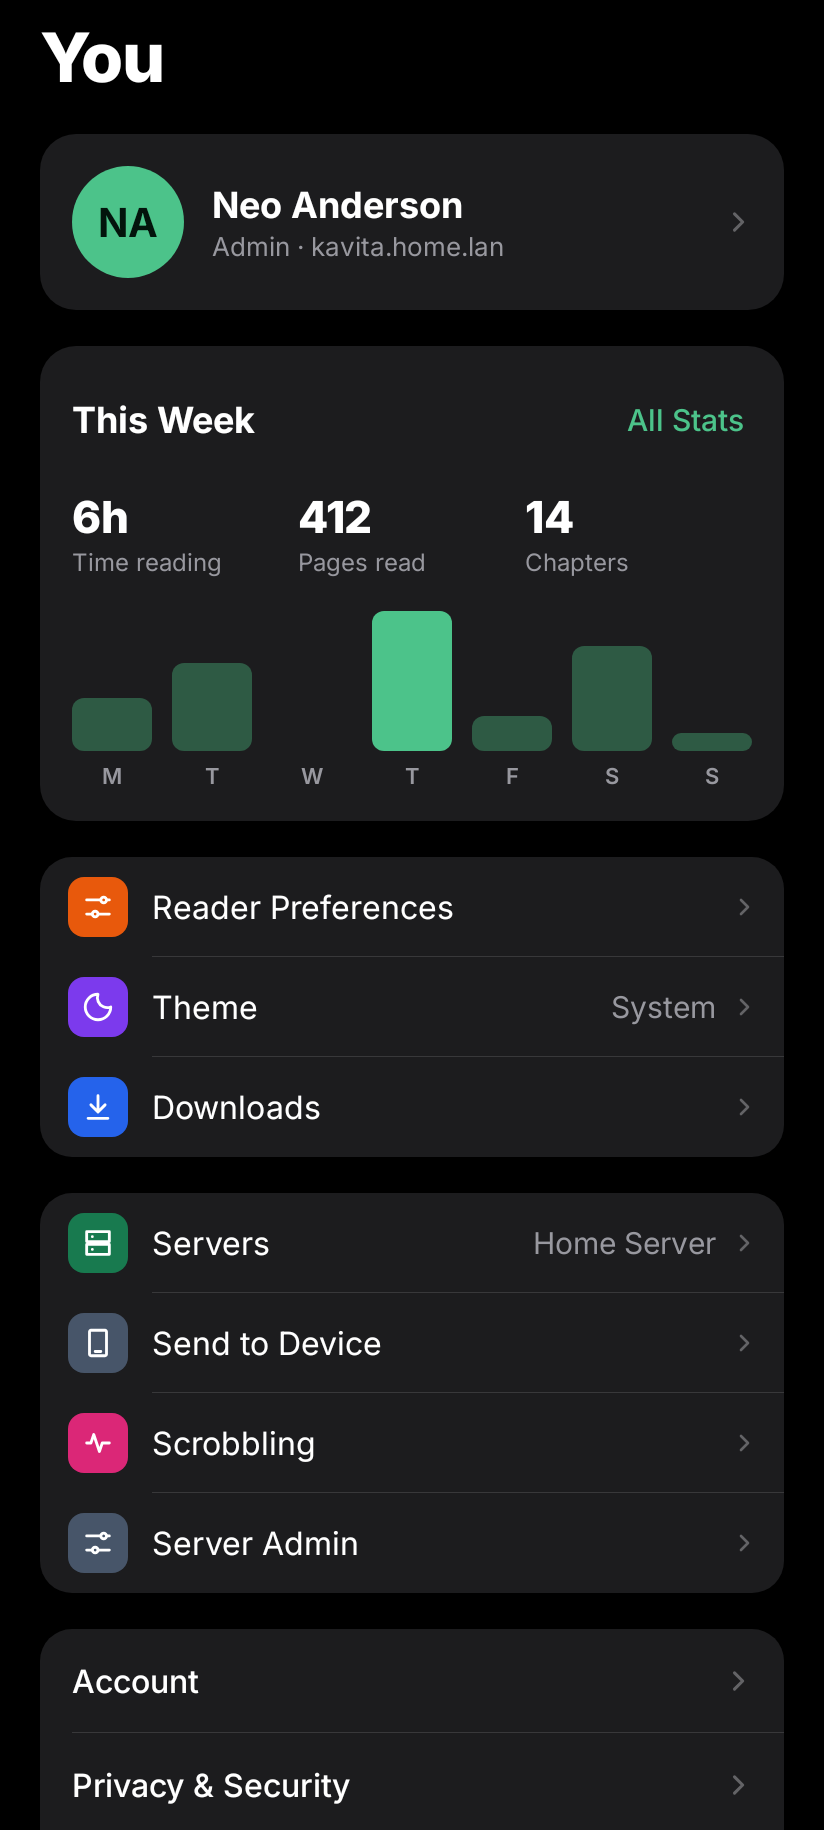 You
NA
Neo Anderson
Admin · kavita.home.lan
This Week
All Stats
6h
412
14
Time reading
Pages read
Chapters
M T W T F S S
Reader Preferences
Theme
System
Downloads
Servers
Home Server
Send to Device
Scrobbling
Server Admin
Account
Privacy & Security